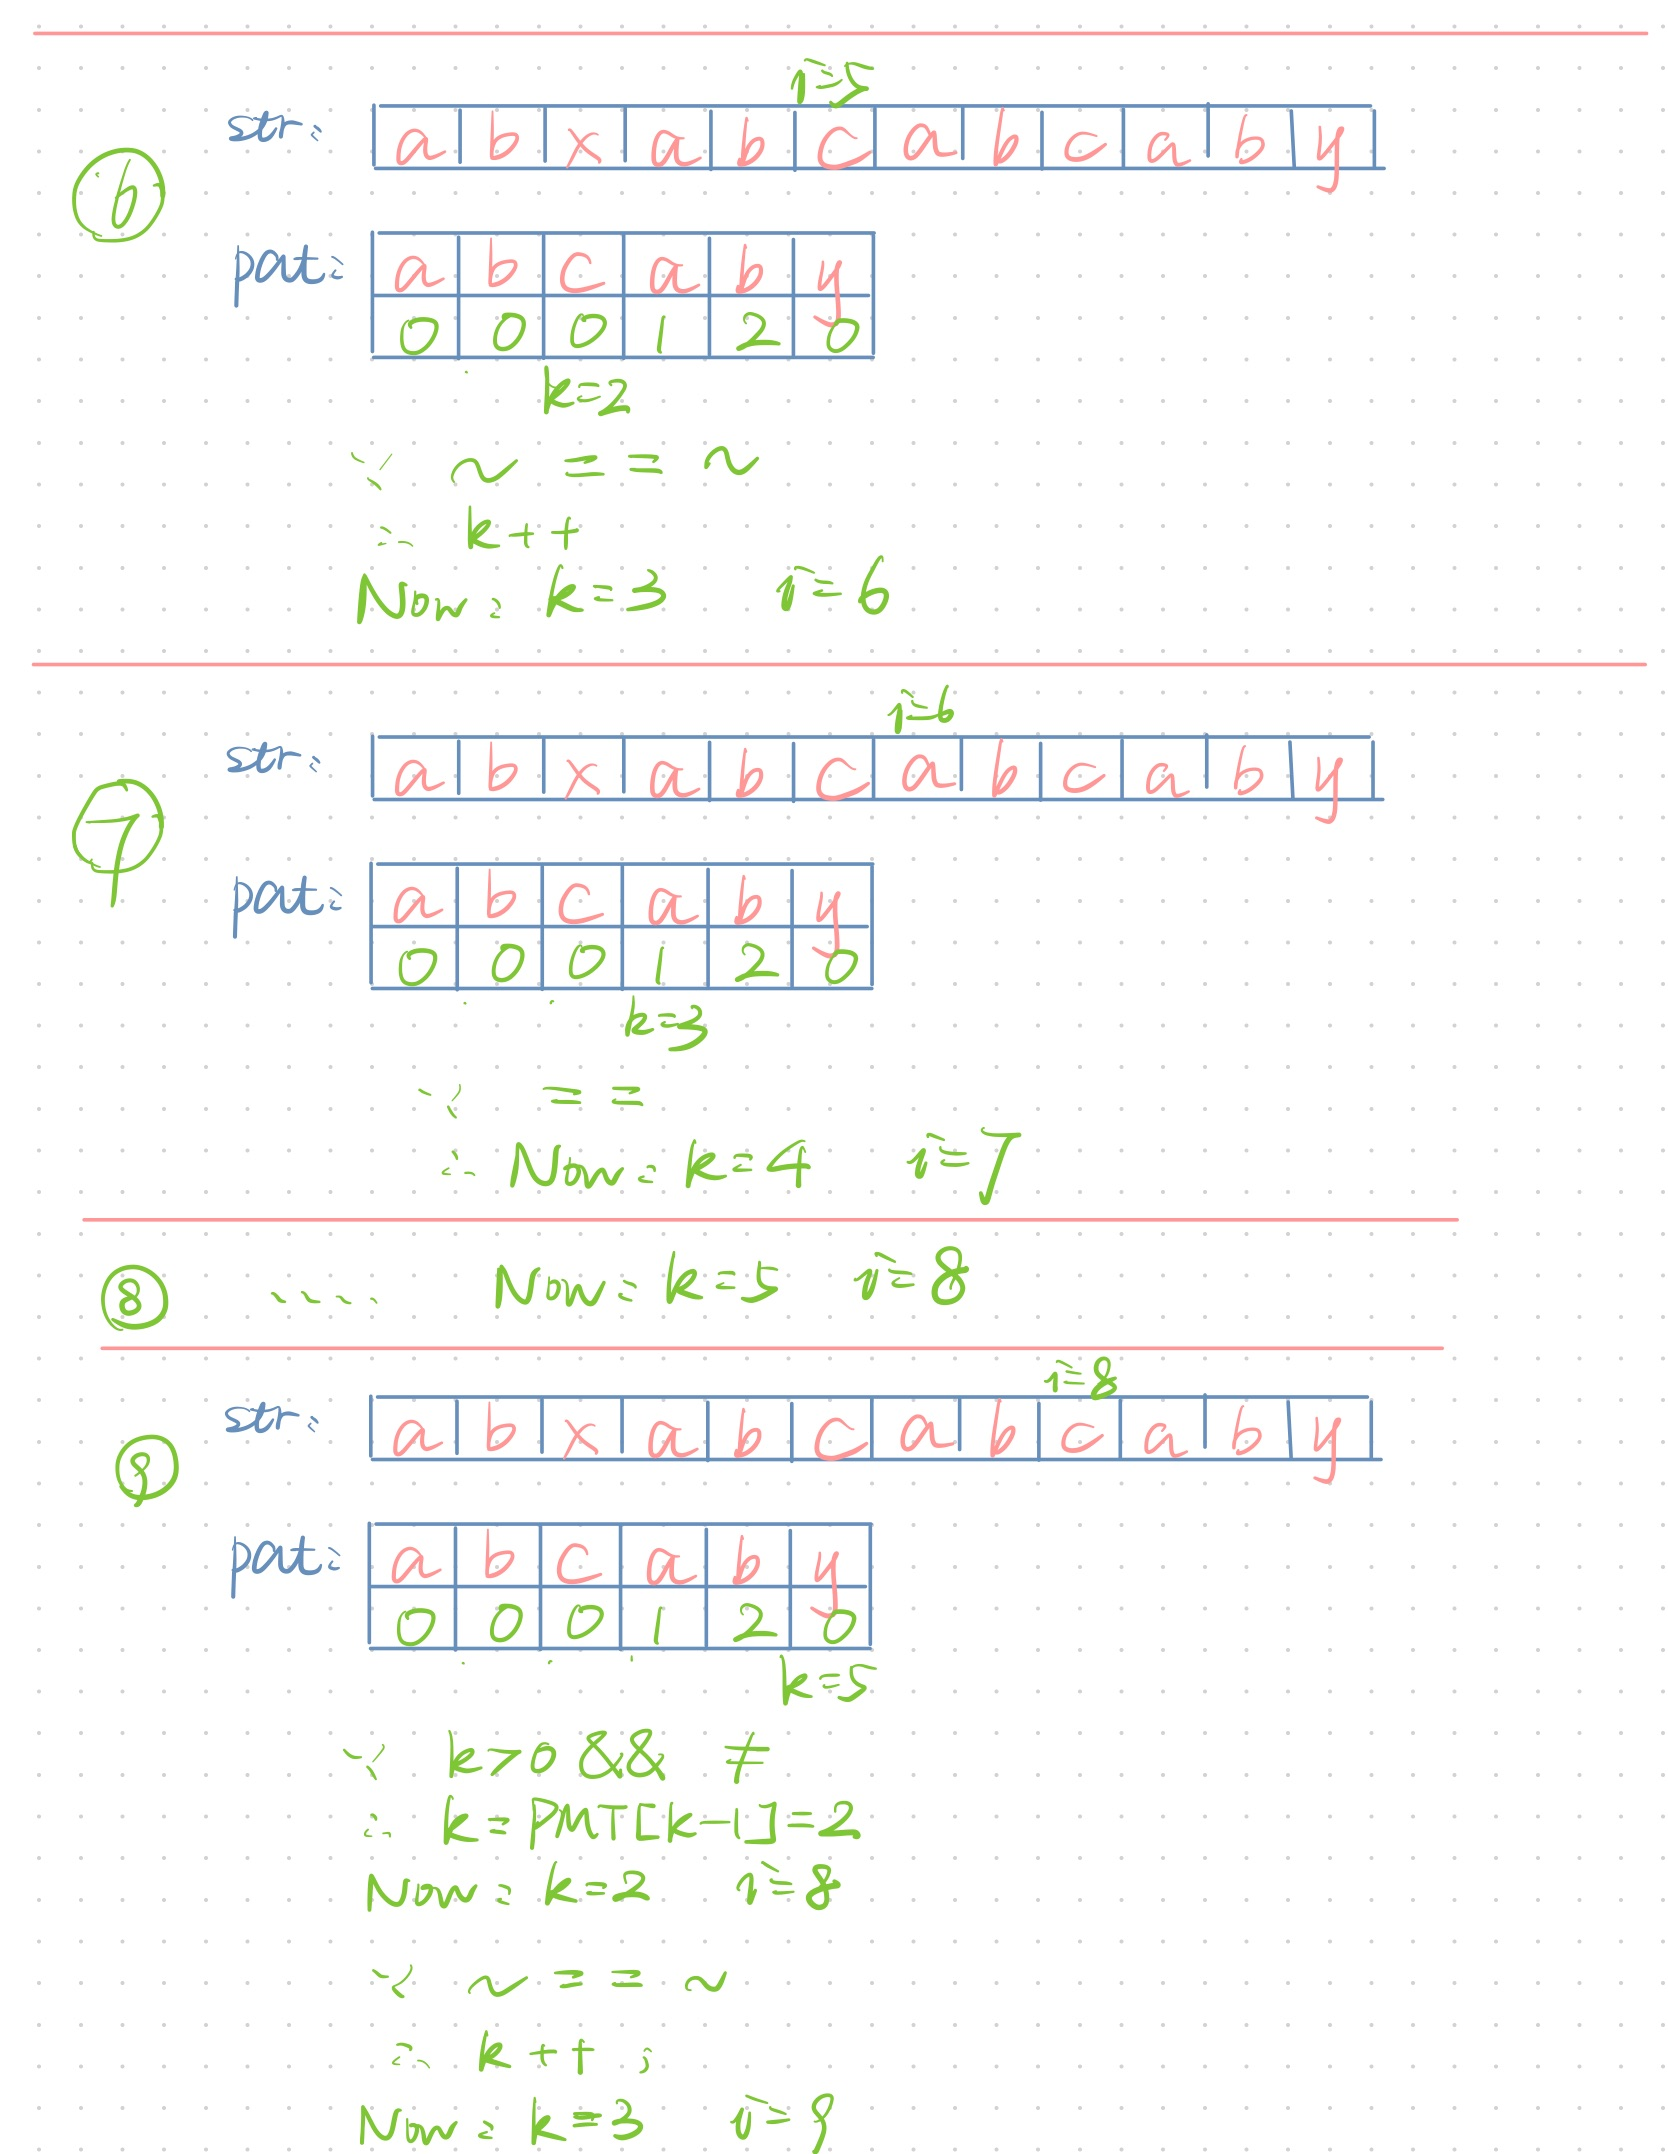 i=5
⑥ str: a b x a b c a b c a b y
pat: a b c a b y
0 0 0 1 2 0
k=2
∵ ~ == ~
∴ k++
Now: k=3 i=6
i=6
⑦ str: a b x a b c a b c a b y
pat: a b c a b y
0 0 0 1 2 0
k=3
∵ ==
∴ Now: k=4 i=7
⑧ .... Now: k=5 i=8
i=8
⑨ str: a b x a b c a b c a b y
pat: a b c a b y
0 0 0 1 2 0
k=5
∵ k>0 && ≠
∴ k=PMT[k-1]=2
Now: k=2 i=8
∵ ~ == ~
∴ k++;
Now: k=3 i=9